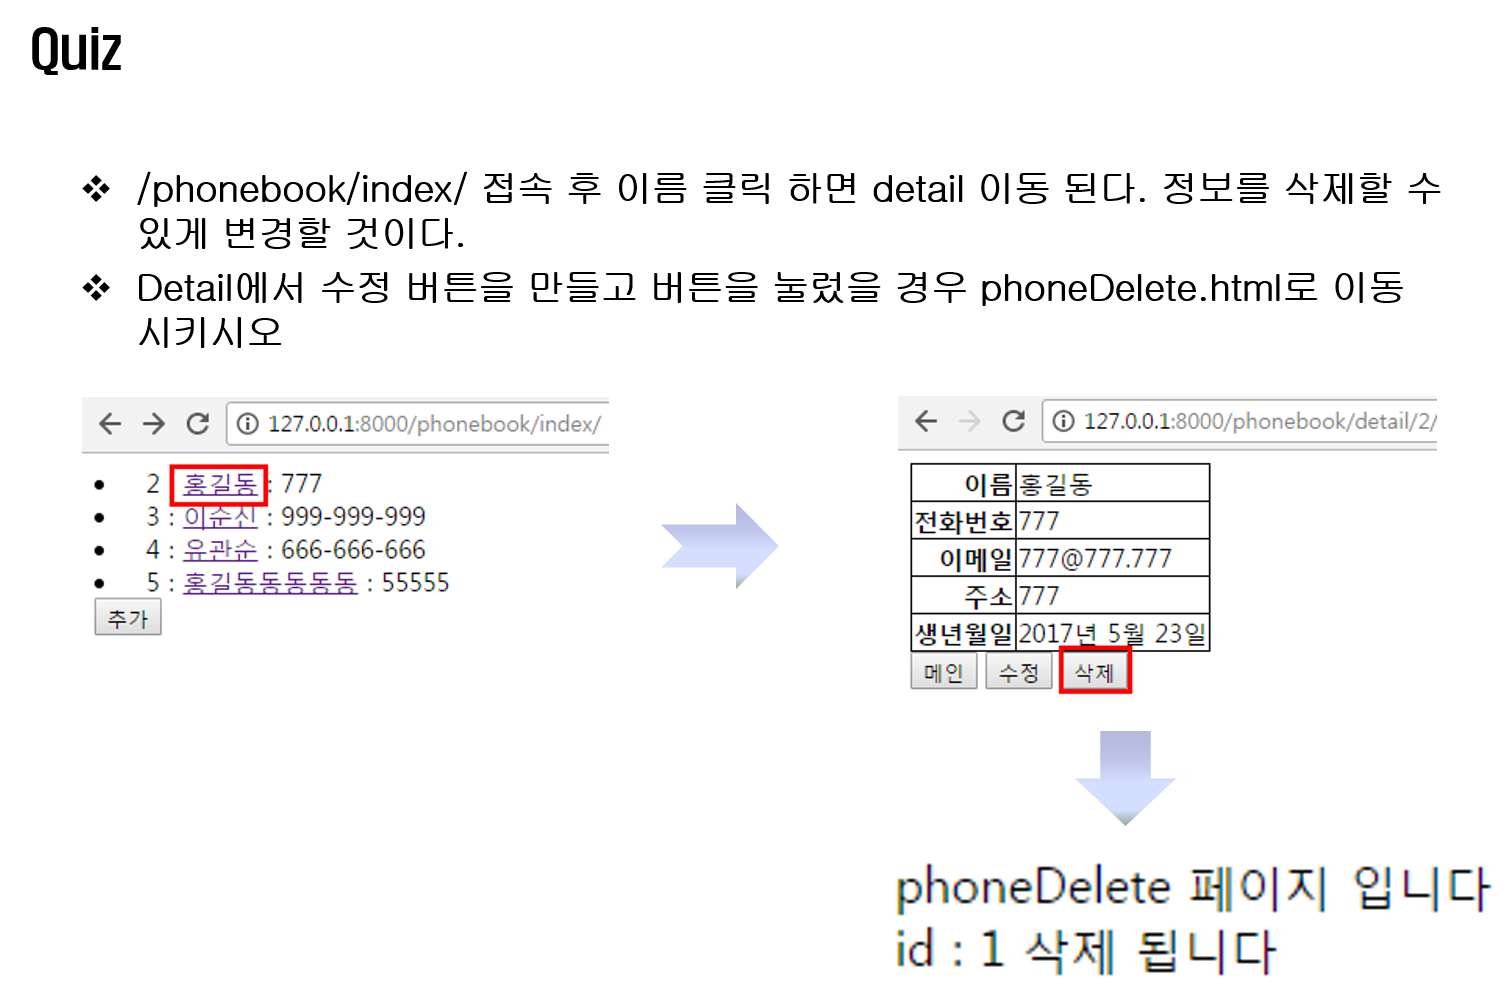 Quiz
❖ /phonebook/index/ 접속 후 이름 클릭 하면 detail 이동 된다. 정보를 삭제할 수
있게 변경할 것이다.
❖ Detail에서 수정 버튼을 만들고 버튼을 눌렀을 경우 phoneDelete.html로 이동
시키시오
127.0.0.1:8000/phonebook/index/
• 2 홍길동 : 777
• 3 : 이순신 : 999-999-999
• 4 : 유관순 : 666-666-666
• 5 : 홍길동동동동동 : 55555
추가
127.0.0.1:8000/phonebook/detail/2/
이름 홍길동
전화번호 777
이메일 777@777.777
주소 777
생년월일 2017년 5월 23일
메인 수정 삭제
phoneDelete 페이지 입니다
id : 1 삭제 됩니다